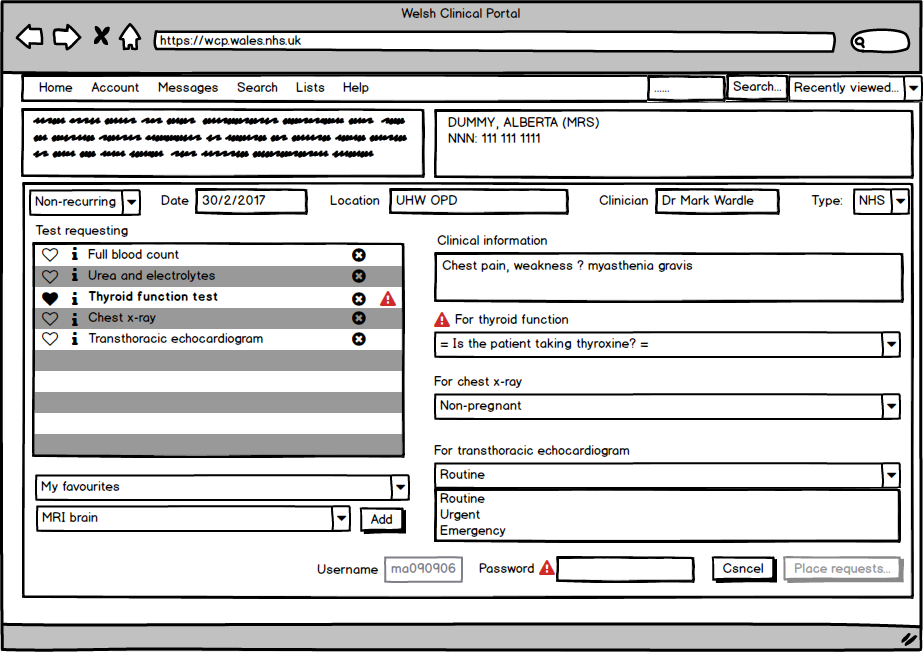 Welsh Clinical Portal
https://wcp.wales.nhs.uk
Home Account Messages Search Lists Help ...... Search... Recently viewed...
DUMMY, ALBERTA (MRS)
NNN: 111 111 1111
Non-recurring Date 30/2/2017 Location UHW OPD Clinician Dr Mark Wardle Type: NHS
Test requesting
Full blood count
Urea and electrolytes
Thyroid function test
Chest x-ray
Transthoracic echocardiogram
My favourites
MRI brain Add
Clinical information
Chest pain, weakness ? myasthenia gravis
For thyroid function
= Is the patient taking thyroxine? =
For chest x-ray
Non-pregnant
For transthoracic echocardiogram
Routine
Routine
Urgent
Emergency
Username ma090906 Password Csncel Place requests...